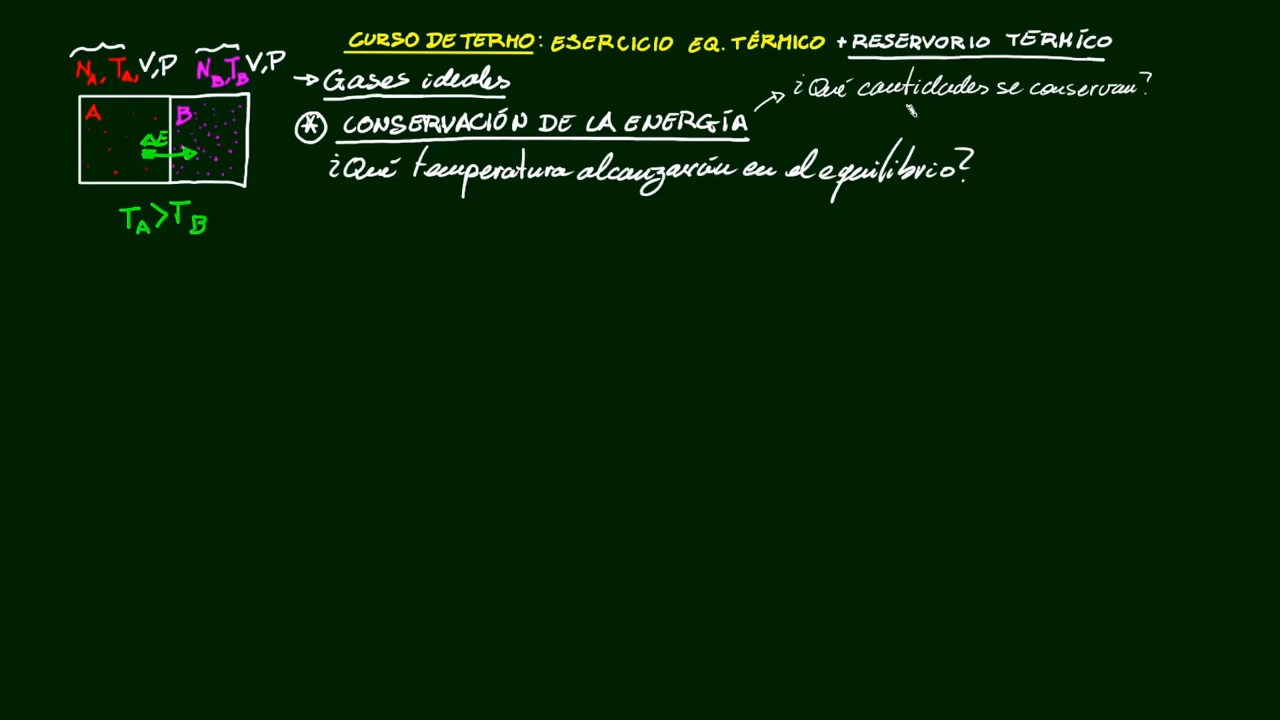 CURSO DE TERMO: ESERCICIO EQ. TÉRMICO + RESERVORIO TÉRMICO
NA, TA, V, P NB, TB V, P
→ Gases ideales
¿Qué cantidades se conservan?
A B
* CONSERVACIÓN DE LA ENERGÍA
ΔE
¿Qué temperatura alcanzarán en el equilibrio?
TA > TB